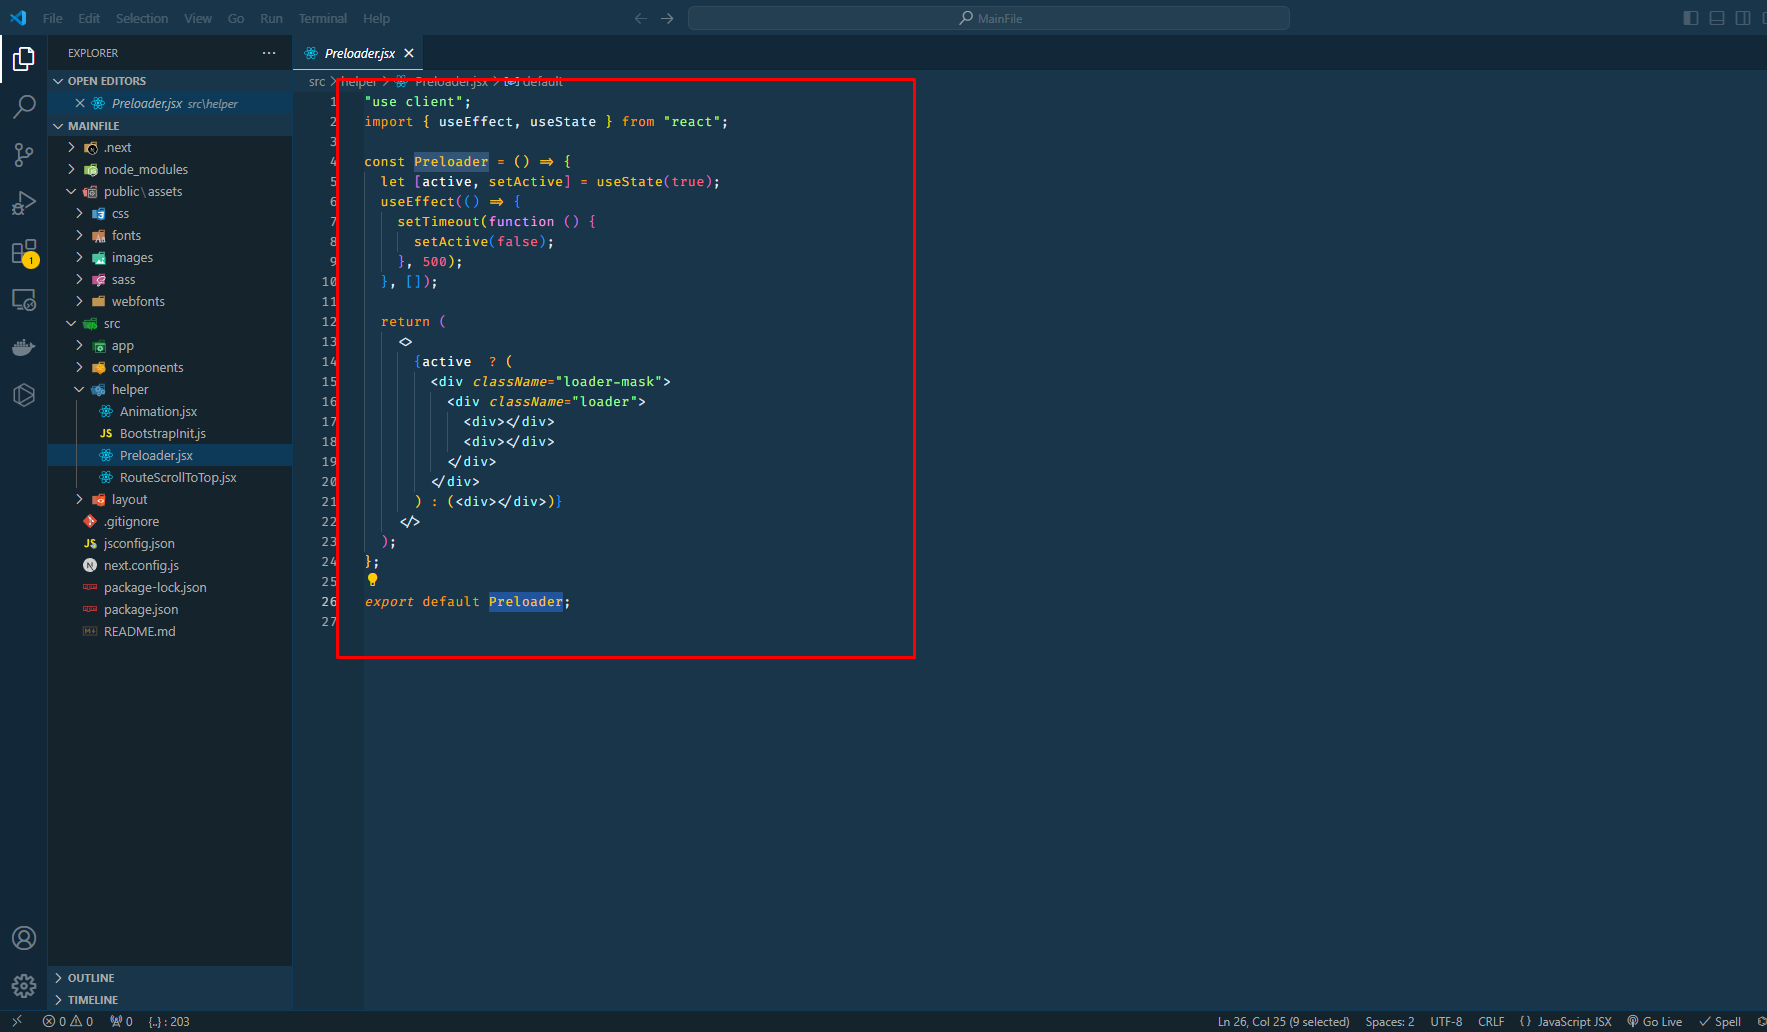 File Edit Selection View Go Run Terminal Help
MainFile
EXPLORER
OPEN EDITORS
Preloader.jsx src\helper
MAINFILE
.next
node_modules
public\assets
css
fonts
images
sass
webfonts
src
app
components
helper
Animation.jsx
JS BootstrapInit.js
Preloader.jsx
RouteScrollToTop.jsx
layout
.gitignore
JS jsconfig.json
N next.config.js
package-lock.json
package.json
README.md
OUTLINE
TIMELINE
1
Preloader.jsx
src > helper > Preloader.jsx > default
1 "use client";
2 import { useEffect, useState } from "react";
3
4 const Preloader = () => {
5 let [active, setActive] = useState(true);
6 useEffect(() => {
7 setTimeout(function () {
8 setActive(false);
9 }, 500);
10 }, []);
11
12 return (
13 <>
14 {active ? (
15 <div className="loader-mask">
16 <div className="loader">
17 <div></div>
18 <div></div>
19 </div>
20 </div>
21 ) : (<div></div>)}
22 </>
23 );
24 };
25
26 export default Preloader;
27
0 0 0 {..} : 203
Ln 26, Col 25 (9 selected) Spaces: 2 UTF-8 CRLF {} JavaScript JSX Go Live Spell